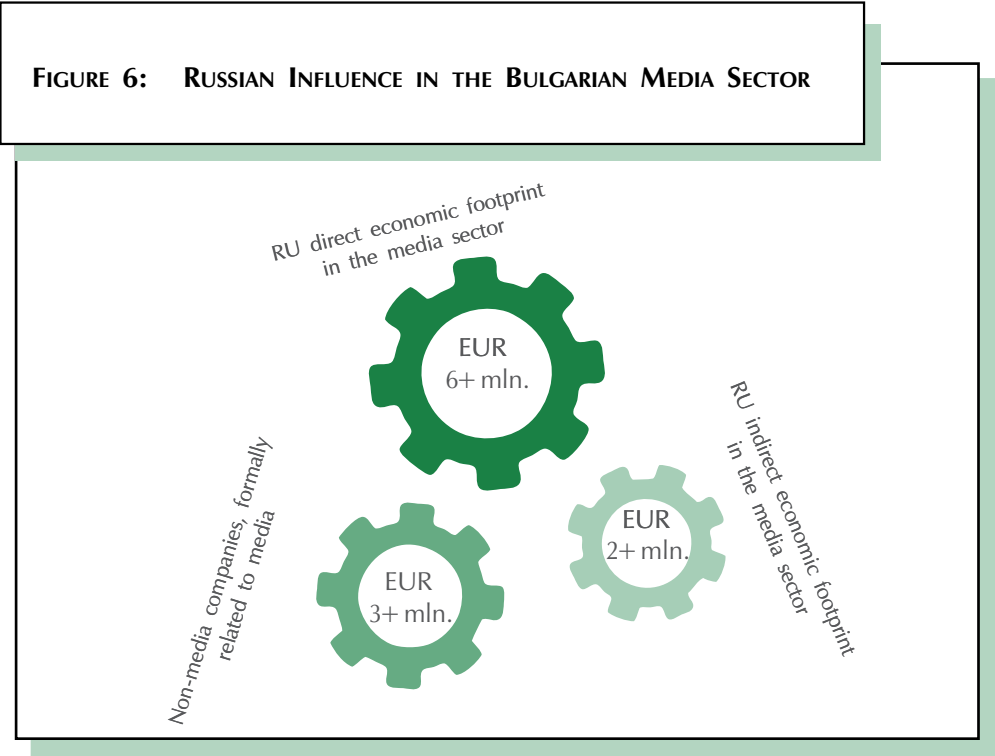 FIGURE 6: RUSSIAN INFLUENCE IN THE BULGARIAN MEDIA SECTOR
RU direct economic footprint
in the media sector
EUR
6+ mln.
RU indirect economic footprint
in the media sector
EUR
2+ mln.
Non-media companies, formally
related to media
EUR
3+ mln.